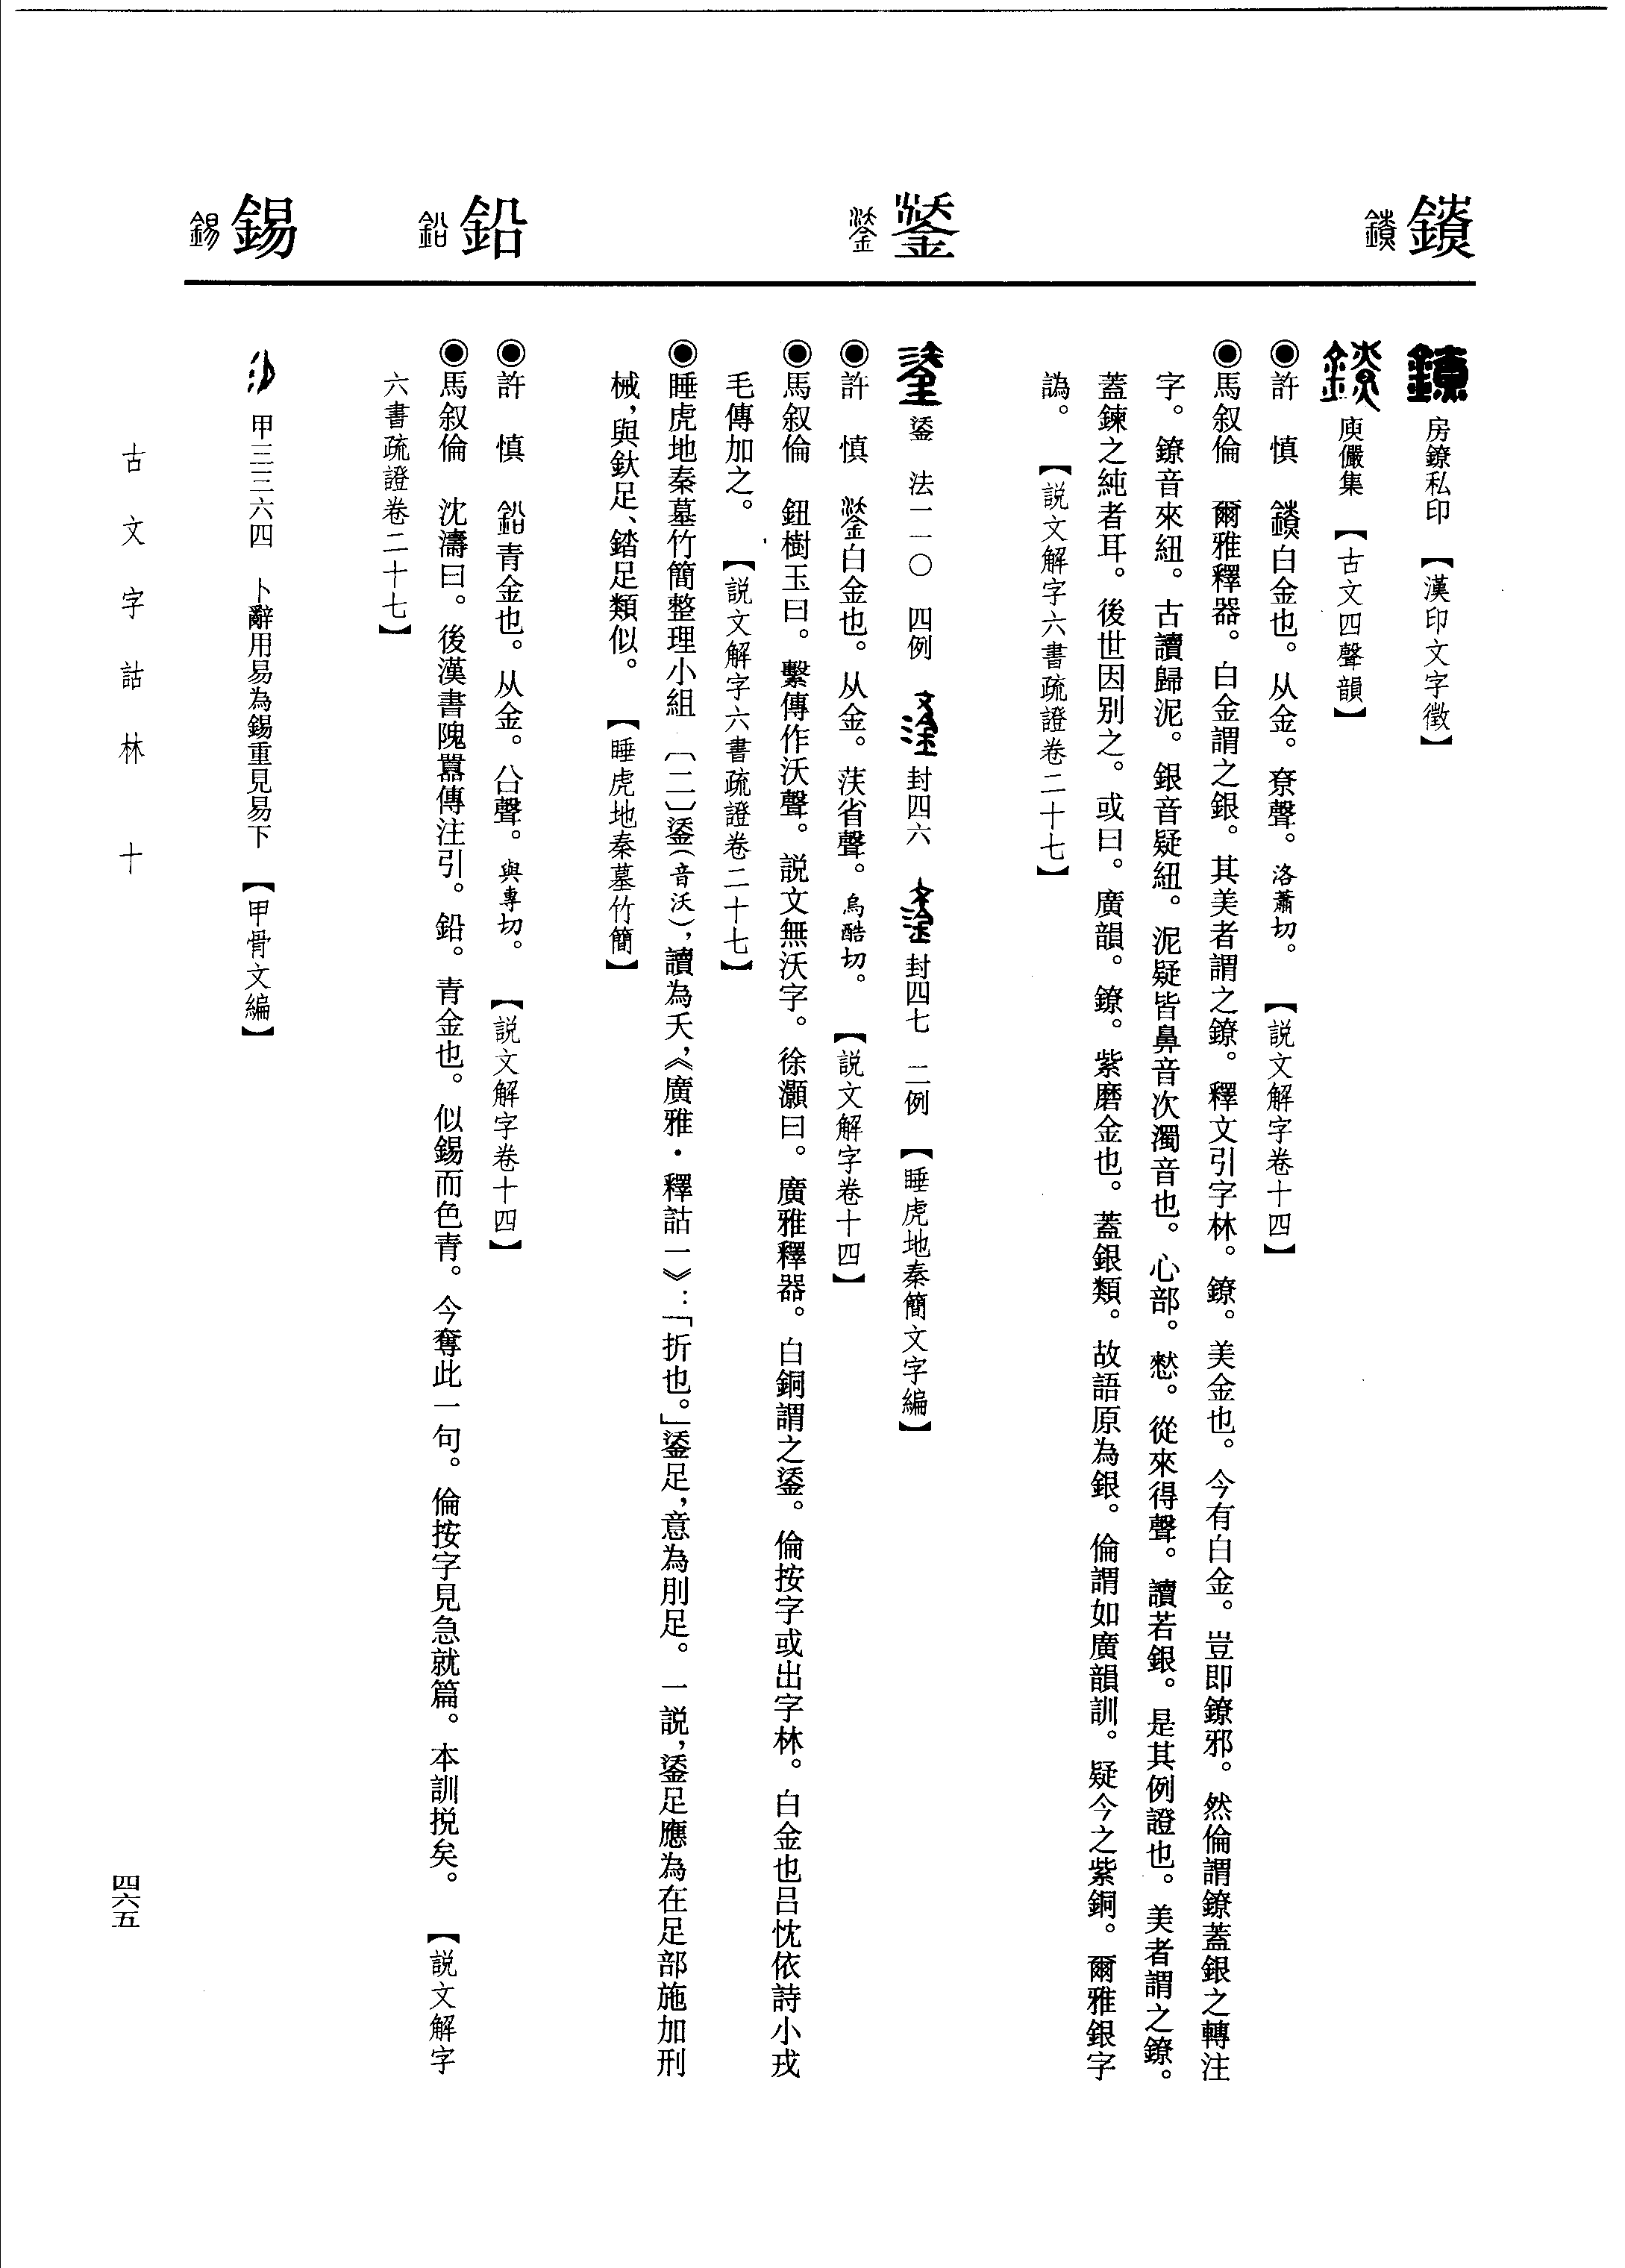 鐐
鋈
鉛
錫
房鐐私印 【漢印文字徵】
庾儼集 【古文四聲韻】
◉許 慎 白金也。从金。尞聲。洛蕭切。 【説文解字卷十四】
◉馬叙倫 爾雅釋器。白金謂之銀。其美者謂之鐐。釋文引字林。鐐。美金也。今有白金。豈即鐐邪。然倫謂鐐蓋銀之轉注
字。鐐音來紐。古讀歸泥。銀音疑紐。泥疑皆鼻音次濁音也。心部。憖。從來得聲。讀若銀。是其例證也。美者謂之鐐。
蓋鍊之純者耳。後世因别之。或曰。廣韻。鐐。紫磨金也。蓋銀類。故語原為銀。倫謂如廣韻訓。疑今之紫銅。爾雅銀字
譌。 【説文解字六書疏證卷二十七】
鋈 法一一〇 四例 封四六 封四七 二例 【睡虎地秦簡文字編】
◉許 慎 白金也。从金。𦯒省聲。烏酷切。 【説文解字卷十四】
◉馬叙倫 鈕樹玉曰。繫傳作沃聲。説文無沃字。徐灝曰。廣雅釋器。白銅謂之鋈。倫按字或出字林。白金也吕忱依詩小戎
毛傳加之。 【説文解字六書疏證卷二十七】
◉睡虎地秦墓竹簡整理小組 〔二〕鋈(音沃),讀為夭,《廣雅·釋詁一》:「折也。」鋈足,意為刖足。一説,鋈足應為在足部施加刑
械,與釱足、錔足類似。 【睡虎地秦墓竹簡】
◉許 慎 青金也。从金。㕣聲。與專切。 【説文解字卷十四】
◉馬叙倫 沈濤曰。後漢書隗囂傳注引。鉛。青金也。似錫而色青。今奪此一句。倫按字見急就篇。本訓捝矣。 【説文解字
六書疏證卷二十七】
甲三三六四 卜辭用易為錫重見易下 【甲骨文編】
古文字詁林 十
四六五